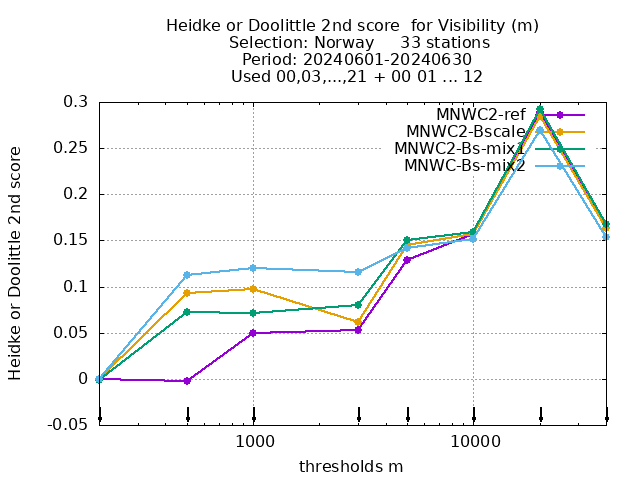 Heidke or Doolittle 2nd score  for Visibility (m)
Selection: Norway     33 stations
Period: 20240601-20240630
Used 00,03,...,21 + 00 01 ... 12
MNWC2-ref
MNWC2-Bscale
MNWC2-Bs-mix1
MNWC-Bs-mix2
0.3
0.25
0.2
0.15
0.1
0.05
0
-0.05
Heidke or Doolittle 2nd score
1000
10000
thresholds m